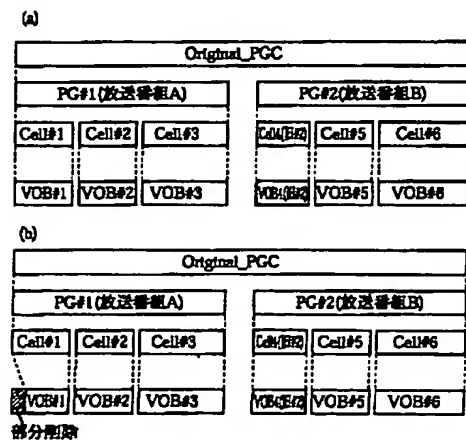 (a)
Original_PGC
PG#1(放送番組A) PG#2(放送番組B)
Cell#1 Cell#2 Cell#3 Cell#5 Cell#6
VOB#1 VOB#2 VOB#3 VOB#5 VOB#6
(b)
Original_PGC
PG#1(放送番組A) PG#2(放送番組B)
Cell#1 Cell#2 Cell#3 Cell#5 Cell#6
VOB#1 VOB#2 VOB#3 VOB#5 VOB#6
部分削除